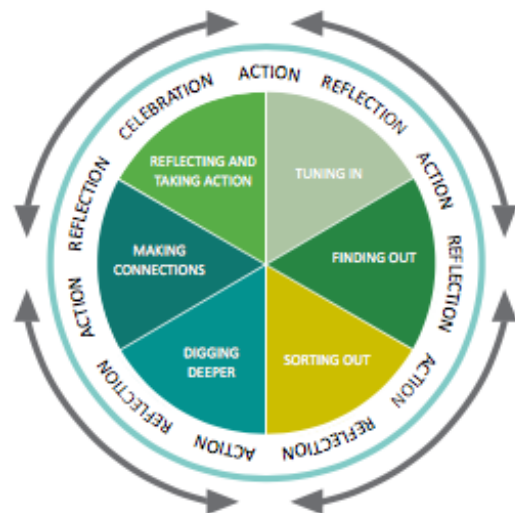 ACTION
REFLECTION
ACTION
REFLECTION
ACTION
REFLECTION
ACTION
REFLECTION
ACTION
REFLECTION
CELEBRATION
TUNING IN
FINDING OUT
SORTING OUT
DIGGING
DEEPER
MAKING
CONNECTIONS
REFLECTING AND
TAKING ACTION